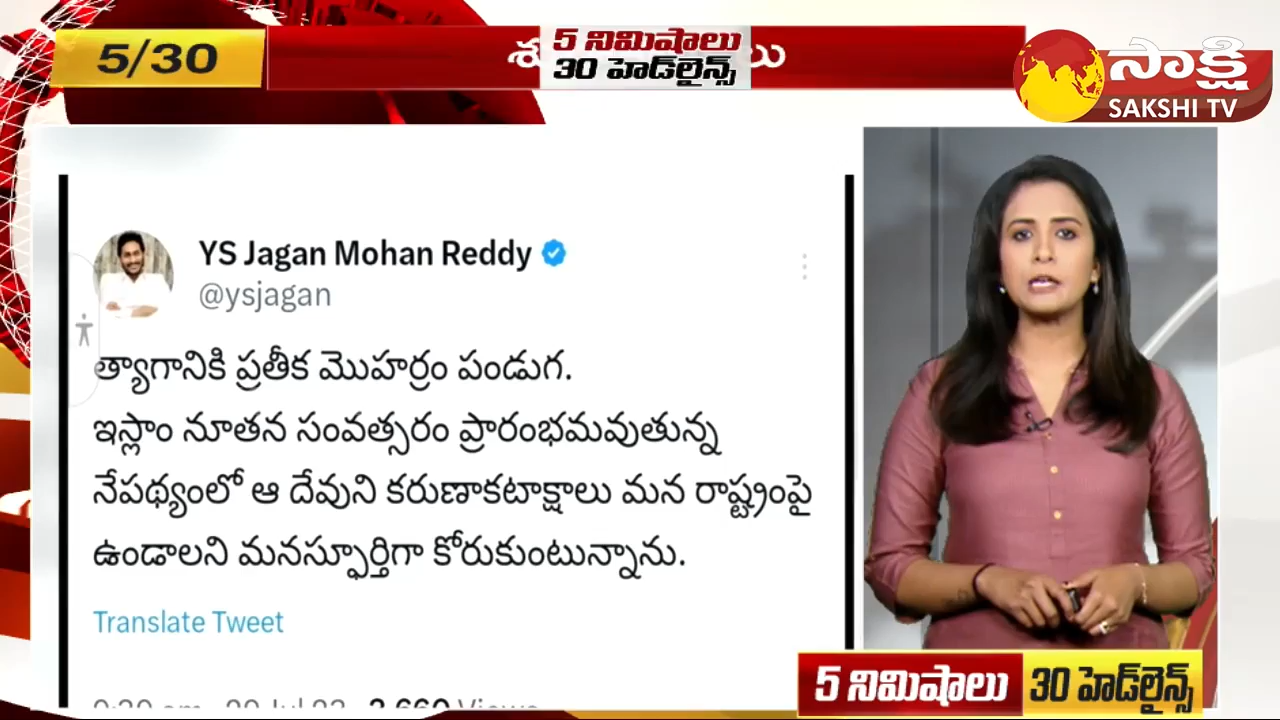 5/30
5 నిమిషాలు
30 హెడ్‌లైన్స్
సాక్షి
SAKSHI TV
YS Jagan Mohan Reddy
@ysjagan
త్యాగానికి ప్రతీక మొహర్రం పండుగ.
ఇస్లాం నూతన సంవత్సరం ప్రారంభమవుతున్న
నేపథ్యంలో ఆ దేవుని కరుణాకటాక్షాలు మన రాష్ట్రంపై
ఉండాలని మనస్ఫూర్తిగా కోరుకుంటున్నాను.
Translate Tweet
5 నిమిషాలు 30 హెడ్‌లైన్స్